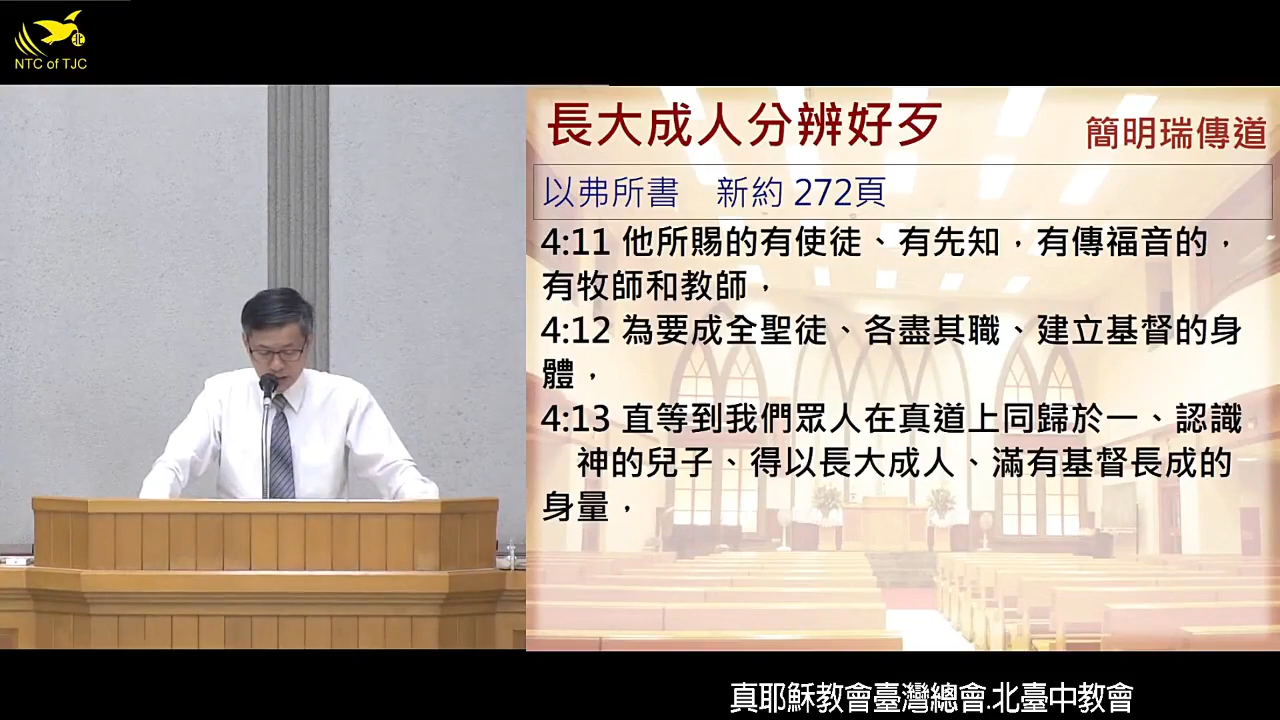 北
NTC of TJC
長大成人分辨好歹
簡明瑞傳道
以弗所書　新約 272頁
4:11 他所賜的有使徒、有先知，有傳福音的，
有牧師和教師，
4:12 為要成全聖徒、各盡其職、建立基督的身
體，
4:13 直等到我們眾人在真道上同歸於一、認識
　神的兒子、得以長大成人、滿有基督長成的
身量，
真耶穌教會臺灣總會.北臺中教會